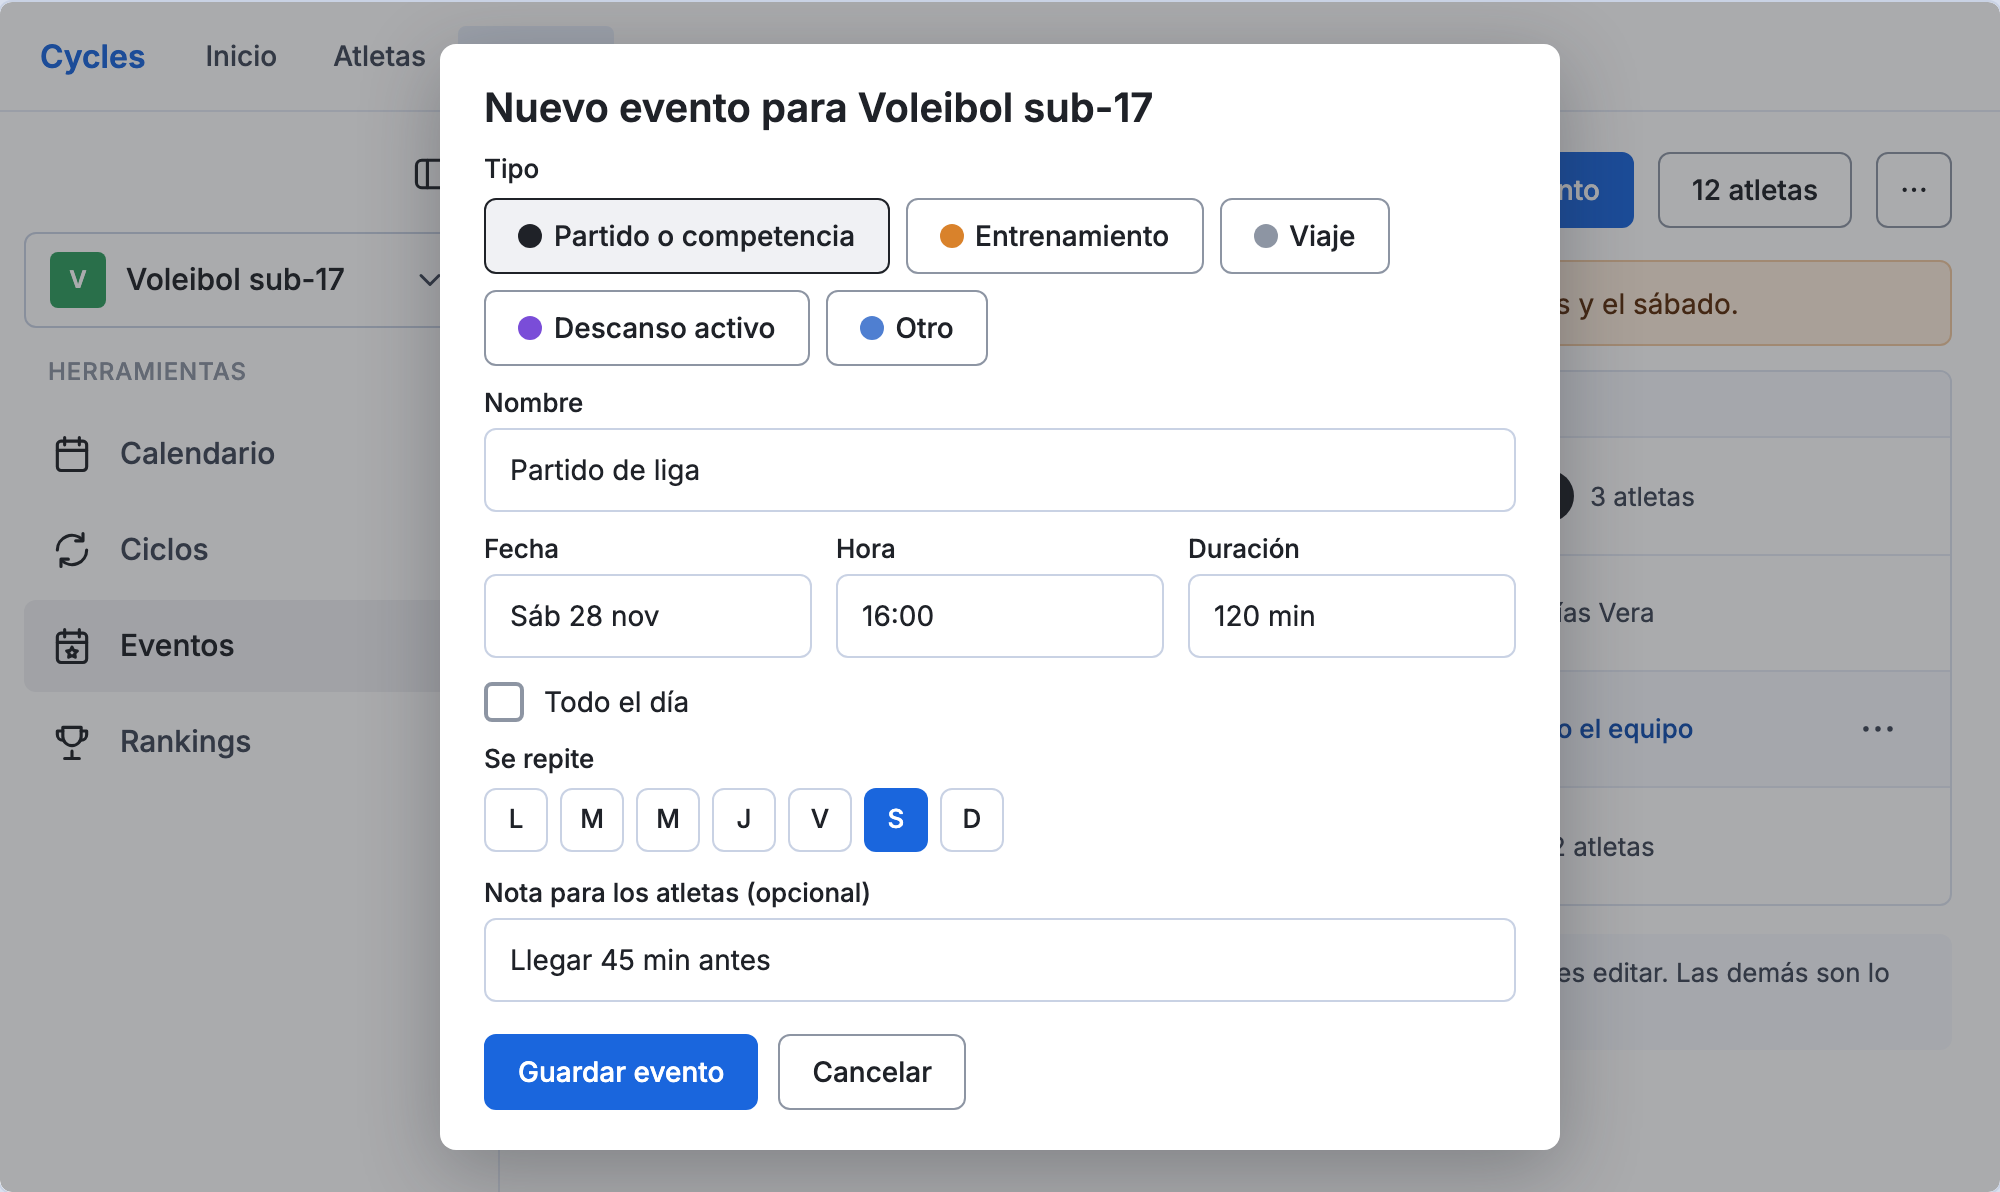 Cycles Inicio Atletas
Nuevo evento para Voleibol sub-17
Tipo
Partido o competencia Entrenamiento Viaje
Descanso activo Otro
Nombre
Partido de liga
Fecha Hora Duración
Sáb 28 nov 16:00 120 min
Todo el día
Se repite
L M M J V S D
Nota para los atletas (opcional)
Llegar 45 min antes
Guardar evento Cancelar
V Voleibol sub-17
HERRAMIENTAS
Calendario
Ciclos
Eventos
Rankings
12 atletas ...
y el sábado.
3 atletas
Vera
el equipo ...
atletas
editar. Las demás son lo